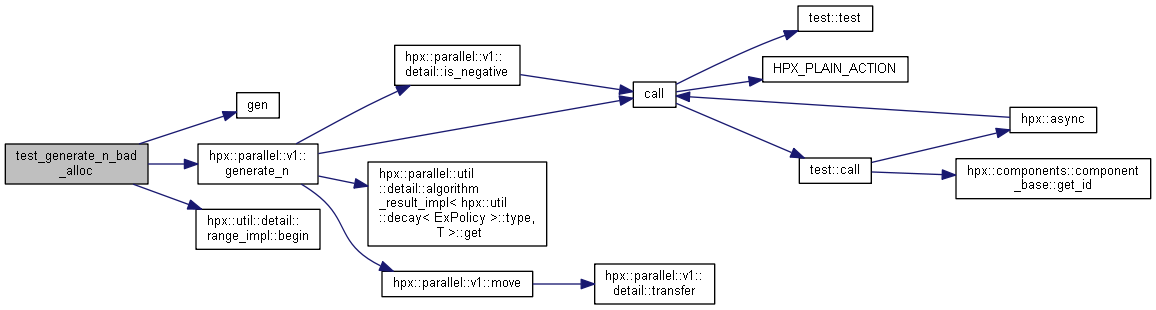 test_generate_n_bad
_alloc
gen
hpx::parallel::v1::
generate_n
hpx::util::detail::
range_impl::begin
hpx::parallel::v1::
detail::is_negative
hpx::parallel::util
::detail::algorithm
_result_impl< hpx::util
::decay< ExPolicy >::type,
T >::get
hpx::parallel::v1::move
hpx::parallel::v1::
detail::transfer
call
test::test
HPX_PLAIN_ACTION
test::call
hpx::async
hpx::components::component
_base::get_id